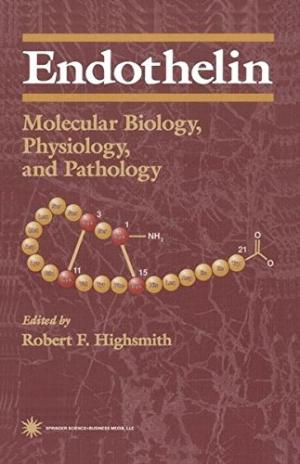 Endothelin
Molecular Biology,
Physiology,
and Pathology
3
1
NH₂
21
O
O
11
15
Edited by
Robert F. Highsmith
SPRINGER SCIENCE+BUSINESS MEDIA, LLC